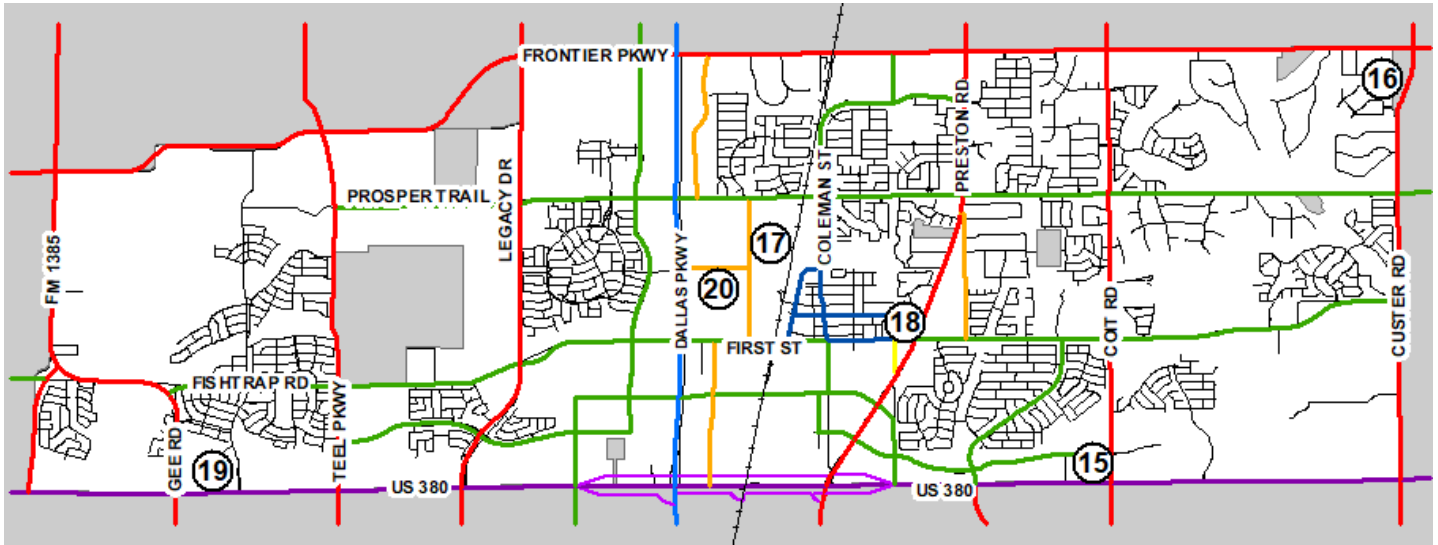 FRONTIER PKWY
16
PRESTON RD
COLEMAN ST
LEGACY DR
PROSPER TRAIL
FM 1385
17
DALLAS PKWY
20
18
COIT RD
CUSTER RD
FIRST ST
FISHTRAP RD
TEEL PKWY
GEE RD
19
15
US 380
US 380